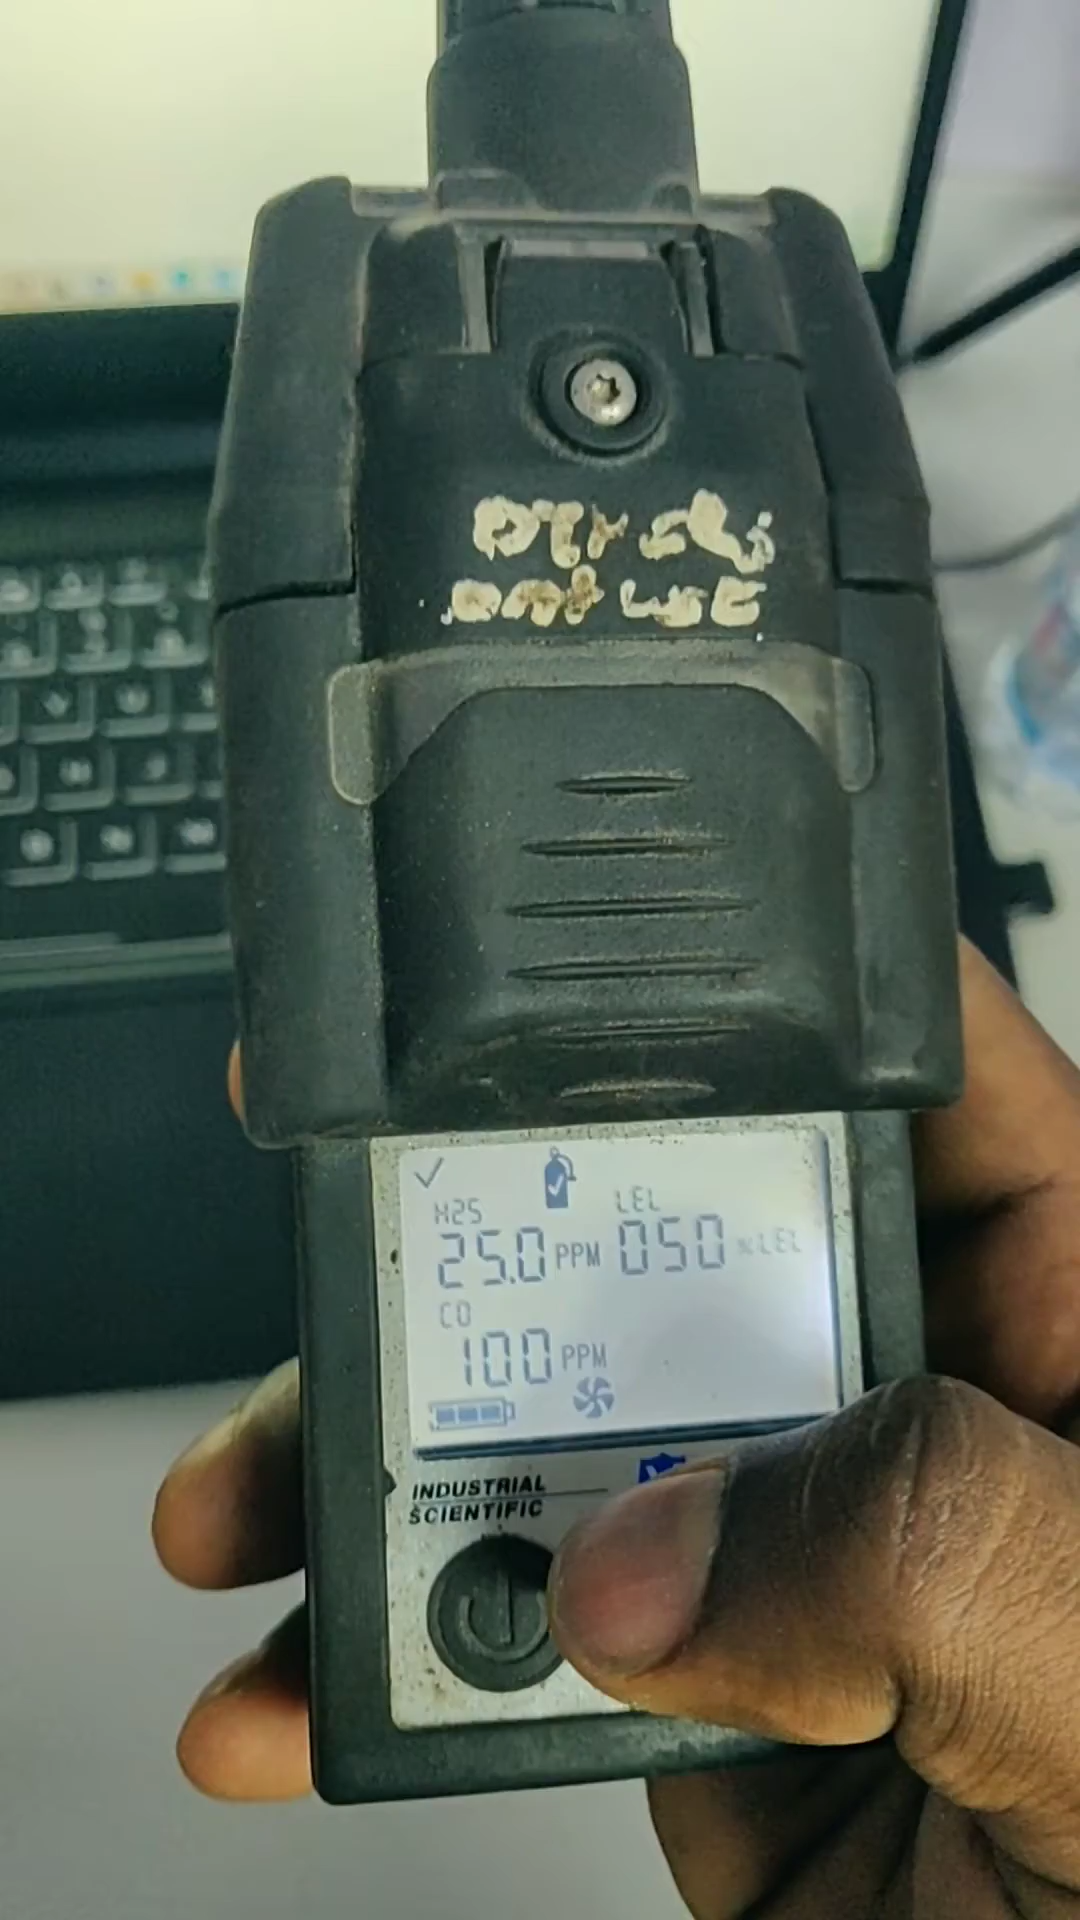 H2S LEL
25.0 PPM 050 %LEL
CO
100 PPM
INDUSTRIAL
SCIENTIFIC